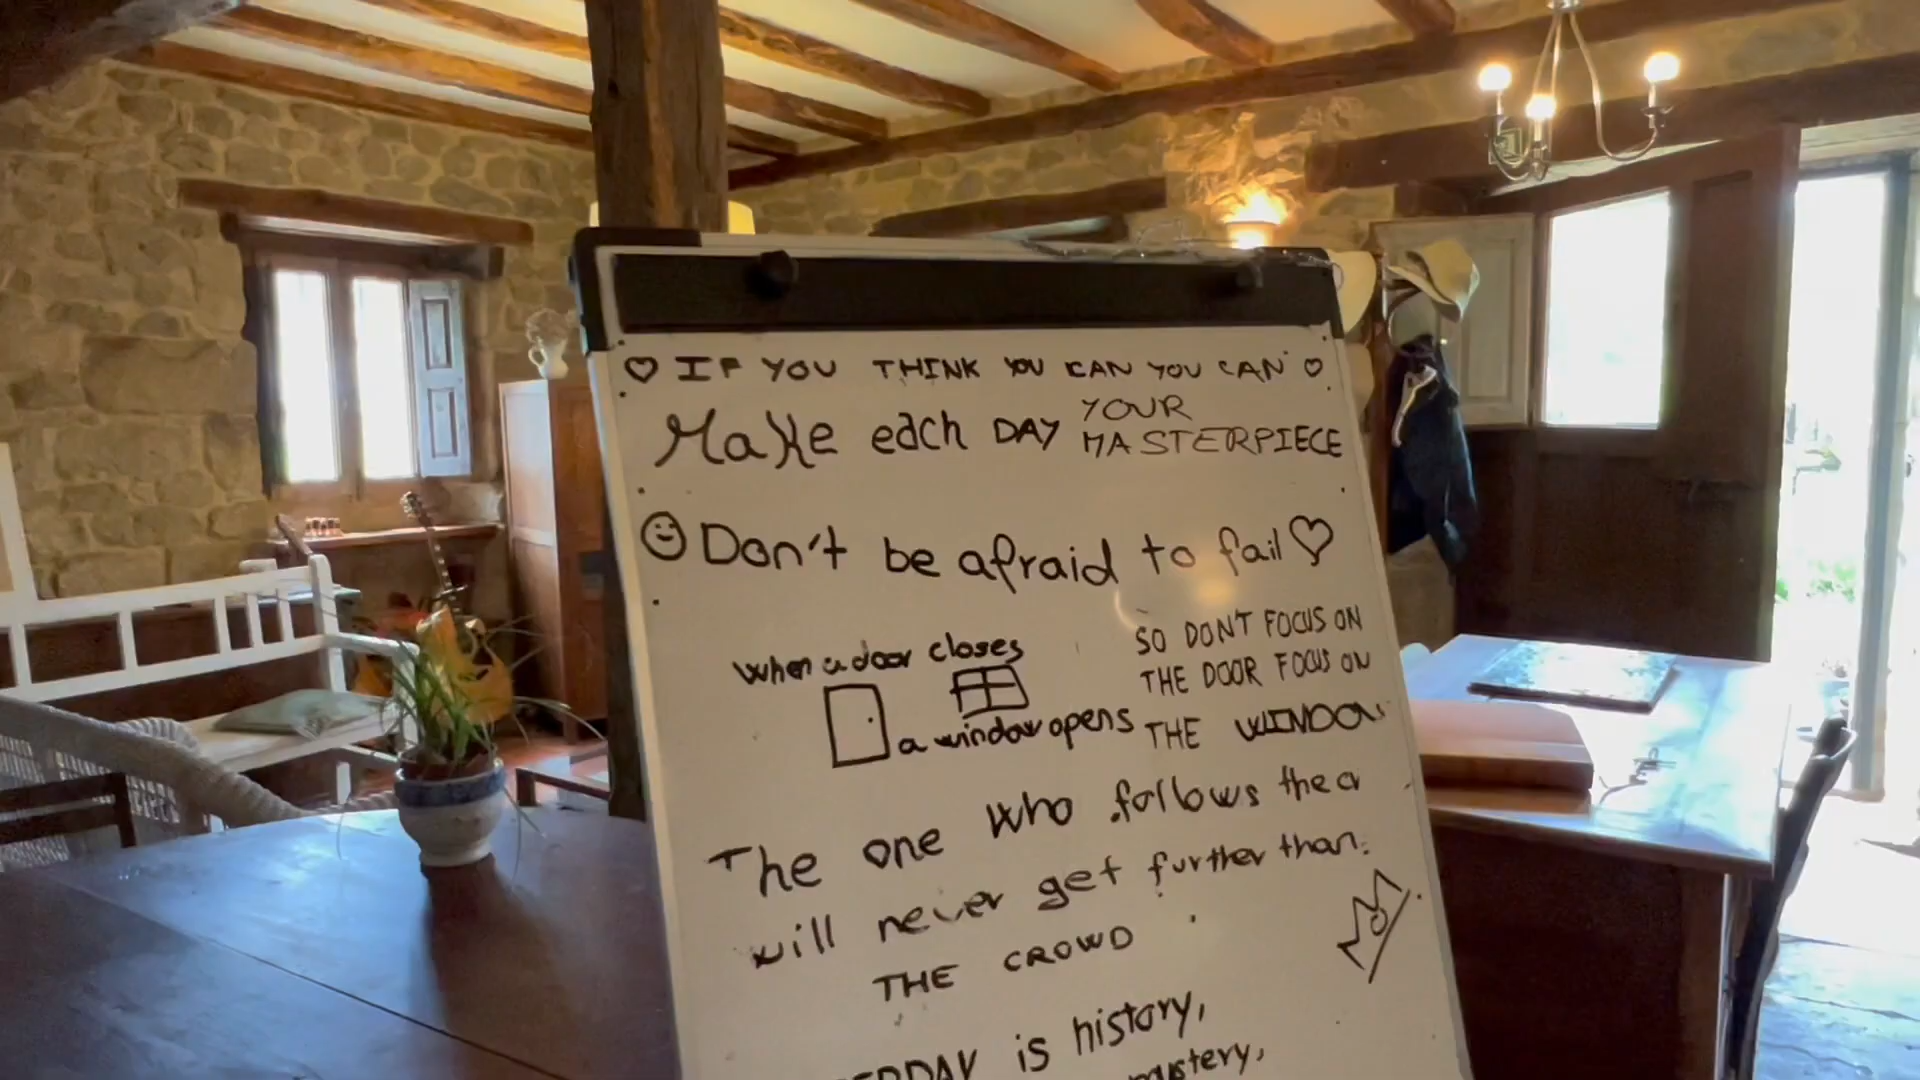 IF YOU THINK YOU CAN YOU CAN
Make each DAY YOUR
MASTERPIECE
Don't be afraid to fail
when a door closes
a window opens
SO DON'T FOCUS ON
THE DOOR FOCUS ON
THE WINDOW
The one who follows the
will never get further than
THE CROWD
is history,